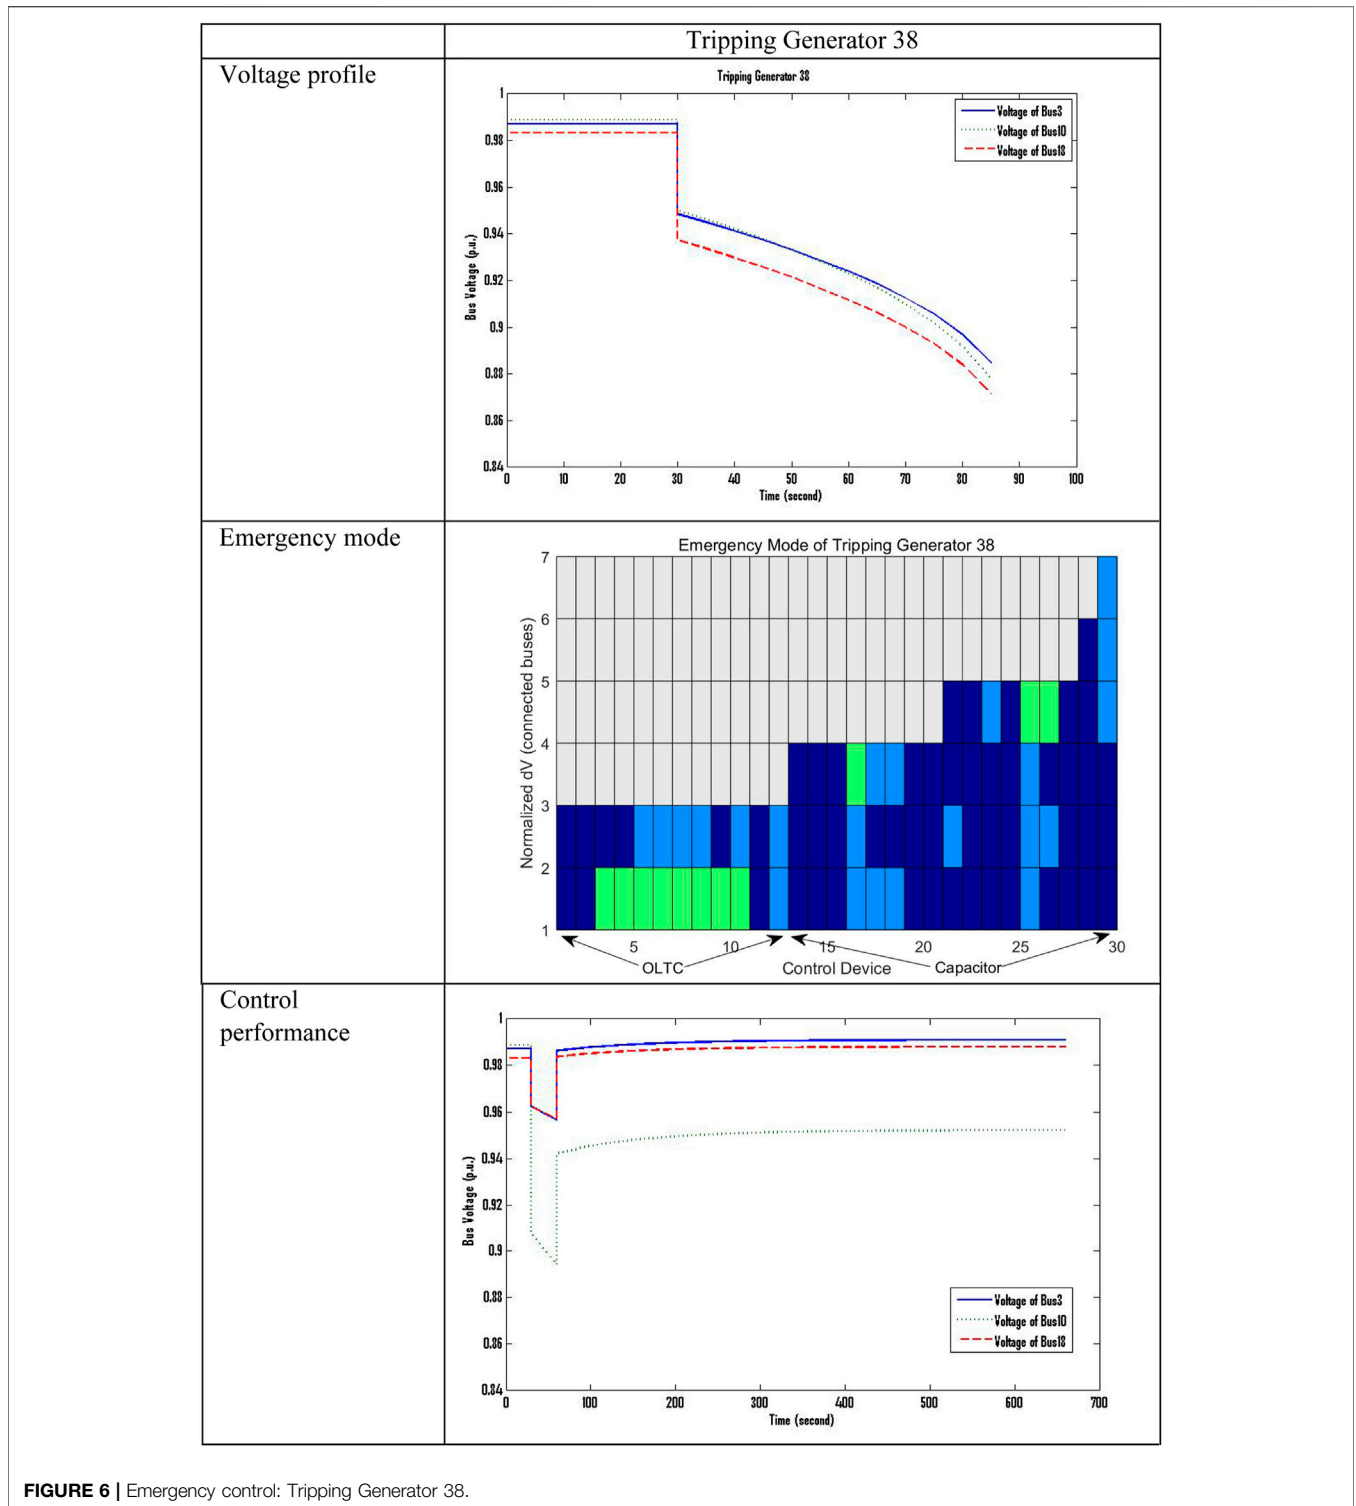 Tripping Generator 38
Voltage profile
Tripping Generator 38
1
0.98
0.96
0.94
0.92
0.9
0.88
0.86
0.84
Bus Voltage (p.u.)
Voltage of Bus3
Voltage of Bus10
Voltage of Bus18
0 10 20 30 40 50 60 70 80 90 100
Time (second)
Emergency mode
Emergency Mode of Tripping Generator 38
7
6
5
4
3
2
1
Normalized dV (connected buses)
5 10 15 20 25 30
OLTC Control Device Capacitor
Control
performance
1
0.98
0.96
0.94
0.92
0.9
0.88
0.86
0.84
Bus Voltage (p.u.)
Voltage of Bus3
Voltage of Bus10
Voltage of Bus18
0 100 200 300 400 500 600 700
Time (second)
FIGURE 6 | Emergency control: Tripping Generator 38.